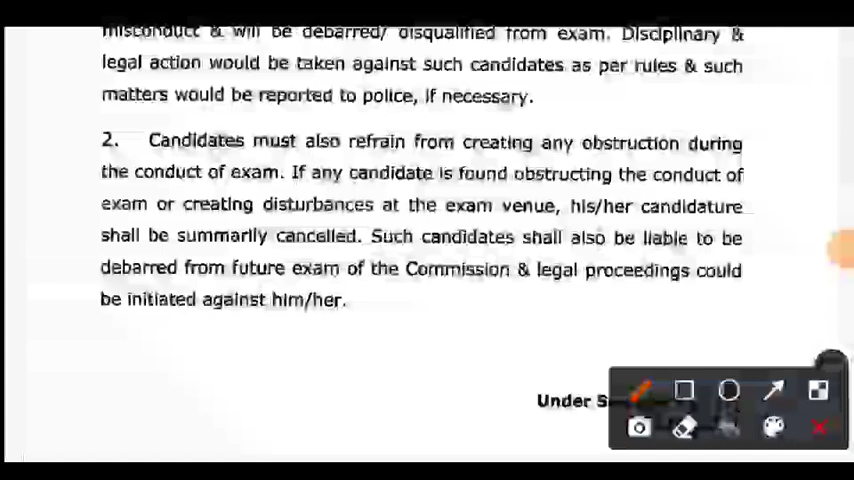 misconduct & will be debarred/ disqualified from exam. Disciplinary &
legal action would be taken against such candidates as per rules & such
matters would be reported to police, if necessary.
2. Candidates must also refrain from creating any obstruction during
the conduct of exam. If any candidate is found obstructing the conduct of
exam or creating disturbances at the exam venue, his/her candidature
shall be summarily cancelled. Such candidates shall also be liable to be
debarred from future exam of the Commission & legal proceedings could
be initiated against him/her.
Under